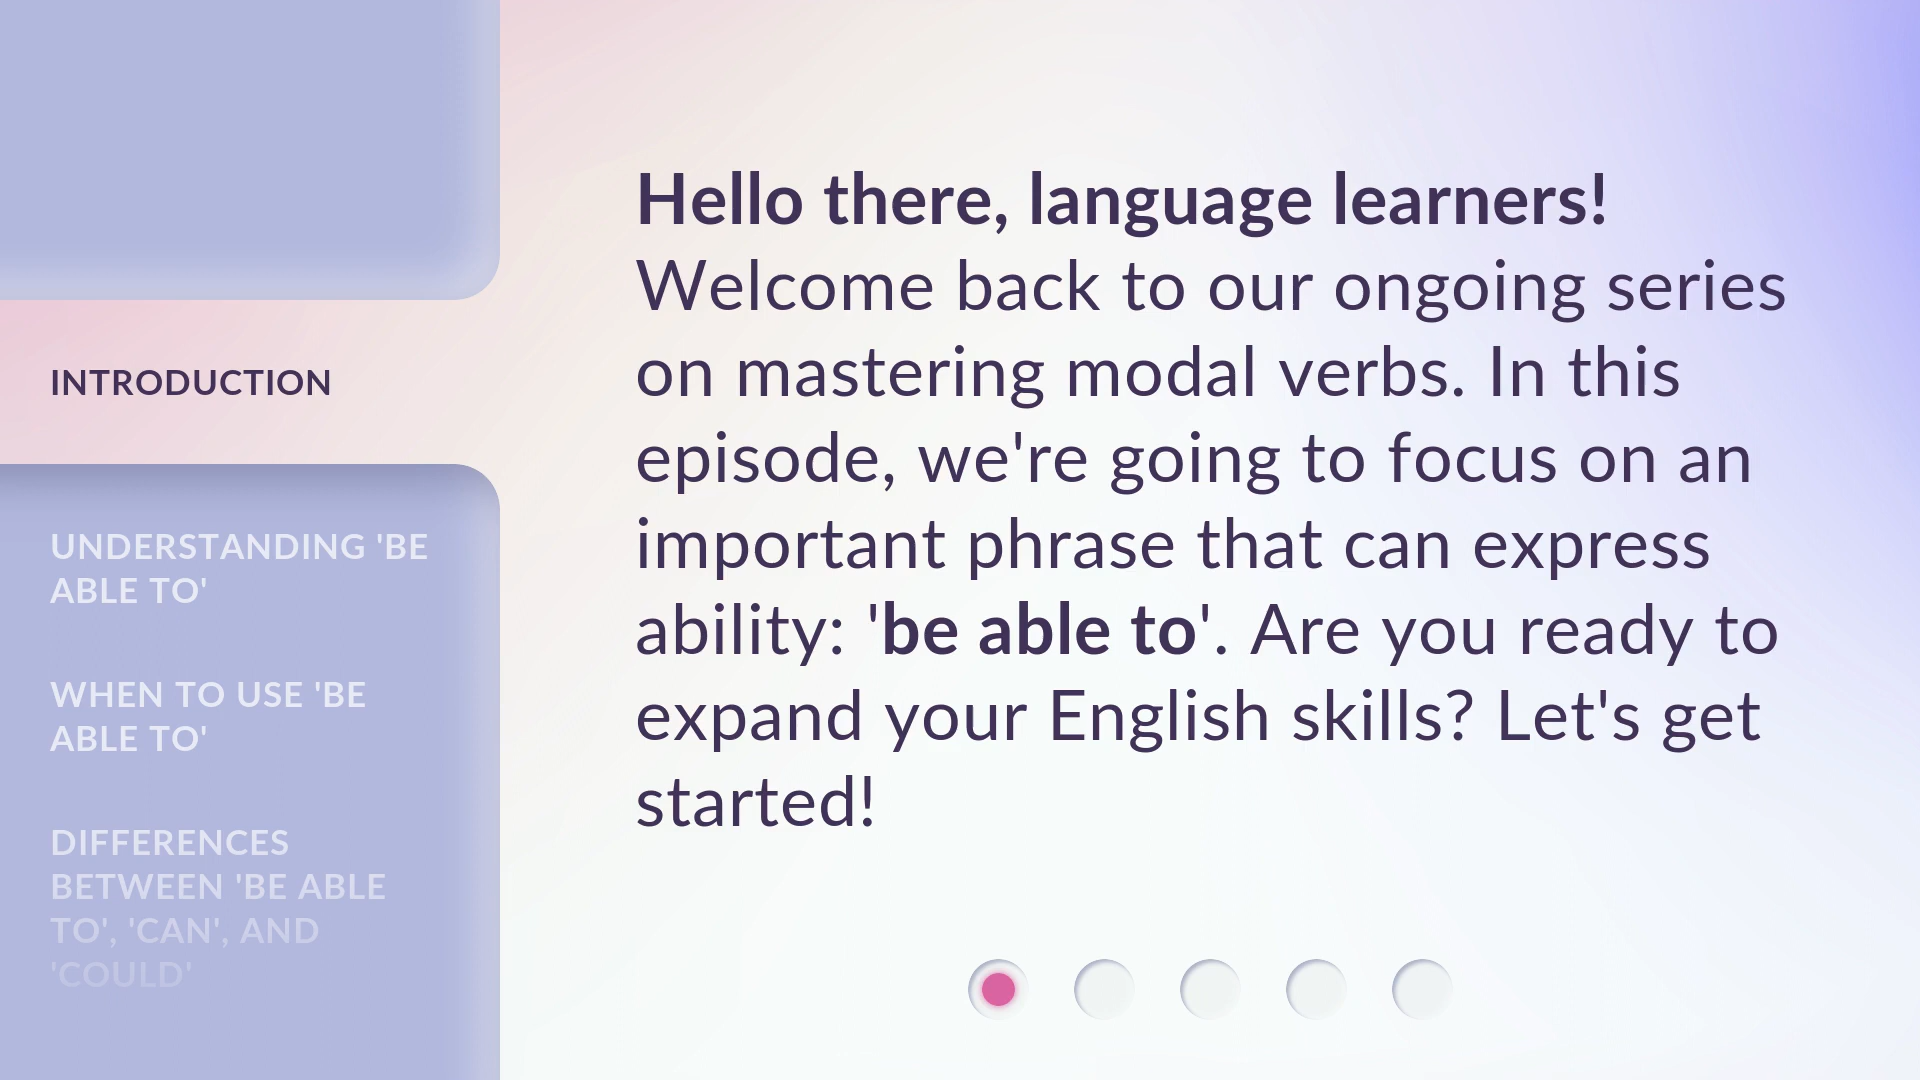 INTRODUCTION
UNDERSTANDING 'BE
ABLE TO'
WHEN TO USE 'BE
ABLE TO'
DIFFERENCES
BETWEEN 'BE ABLE
TO', 'CAN', AND
'COULD'
Hello there, language learners!
Welcome back to our ongoing series
on mastering modal verbs. In this
episode, we're going to focus on an
important phrase that can express
ability: 'be able to'. Are you ready to
expand your English skills? Let's get
started!